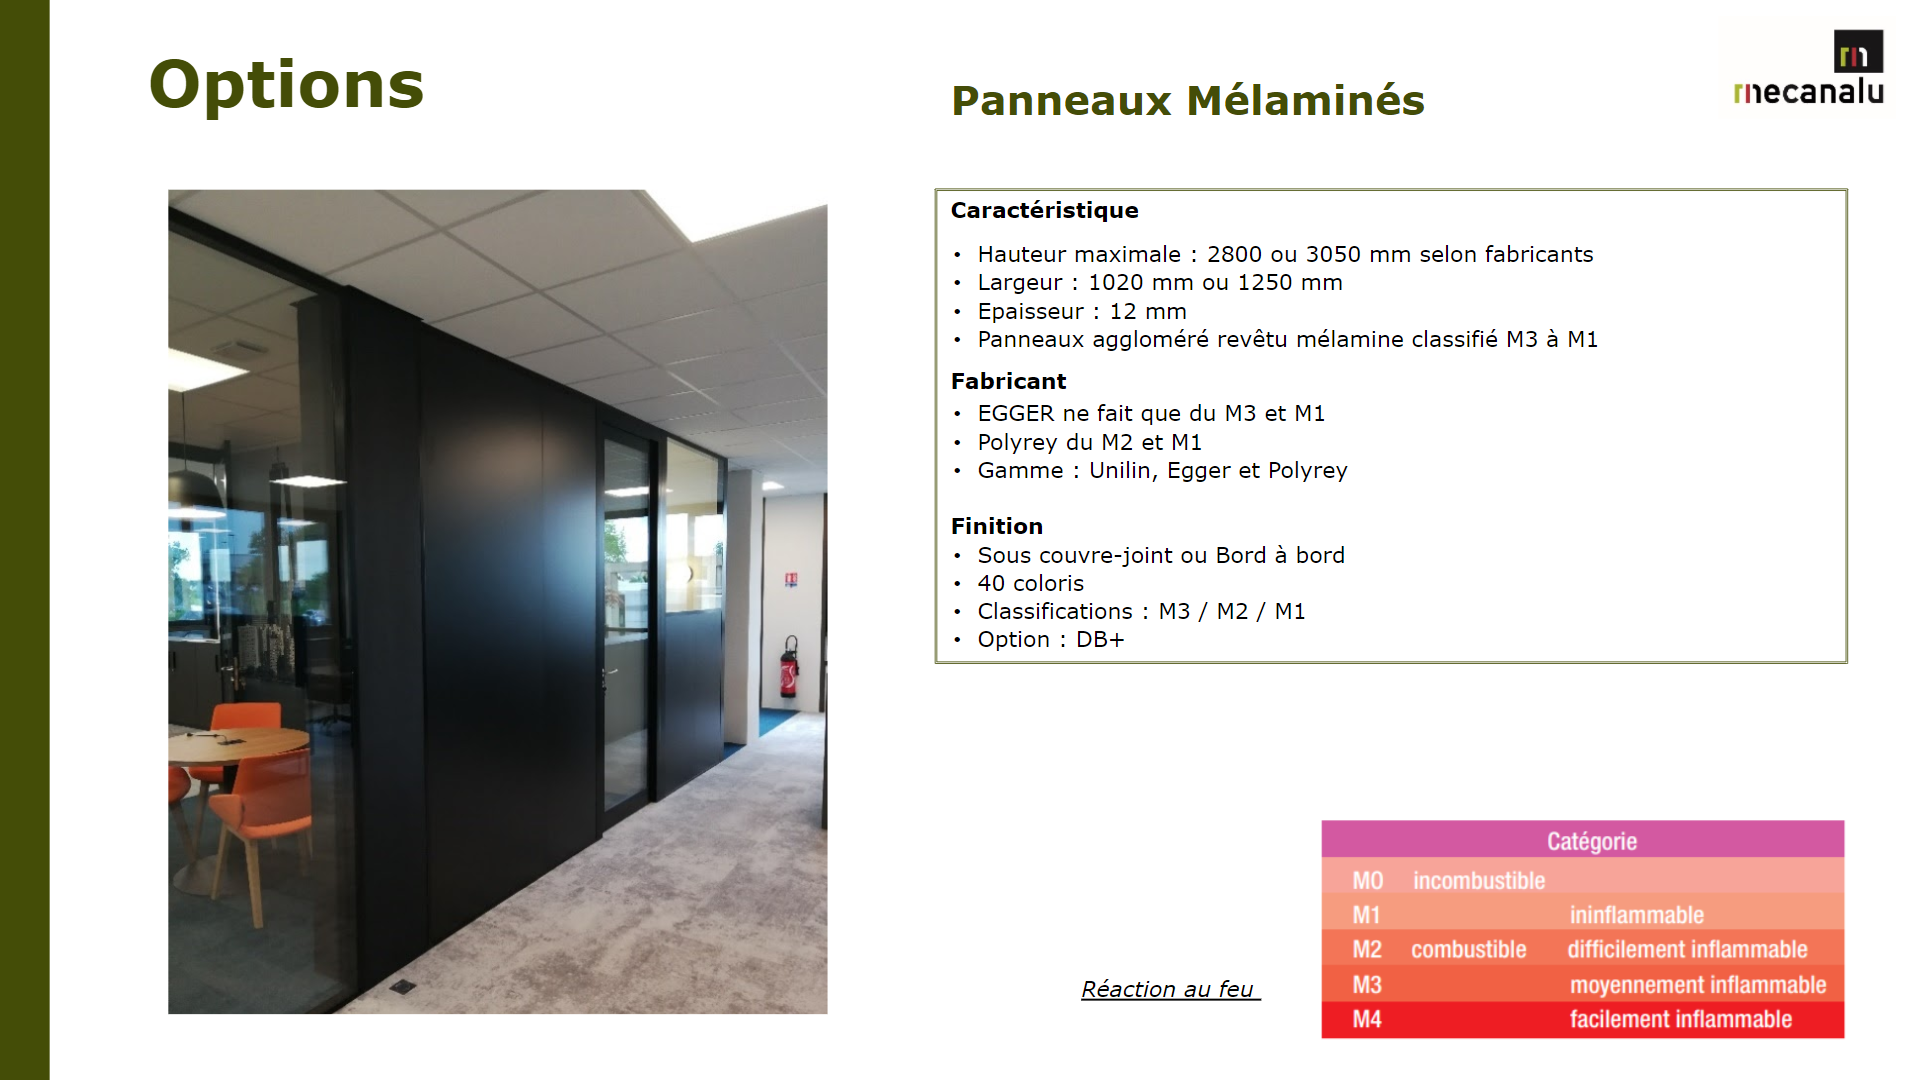 Options
Panneaux Mélaminés
mecanalu
Caractéristique
• Hauteur maximale : 2800 ou 3050 mm selon fabricants
• Largeur : 1020 mm ou 1250 mm
• Epaisseur : 12 mm
• Panneaux aggloméré revêtu mélamine classifié M3 à M1
Fabricant
• EGGER ne fait que du M3 et M1
• Polyrey du M2 et M1
• Gamme : Unilin, Egger et Polyrey
Finition
• Sous couvre-joint ou Bord à bord
• 40 coloris
• Classifications : M3 / M2 / M1
• Option : DB+
Réaction au feu
Catégorie
M0 incombustible
M1 ininflammable
M2 combustible difficilement inflammable
M3 moyennement inflammable
M4 facilement inflammable